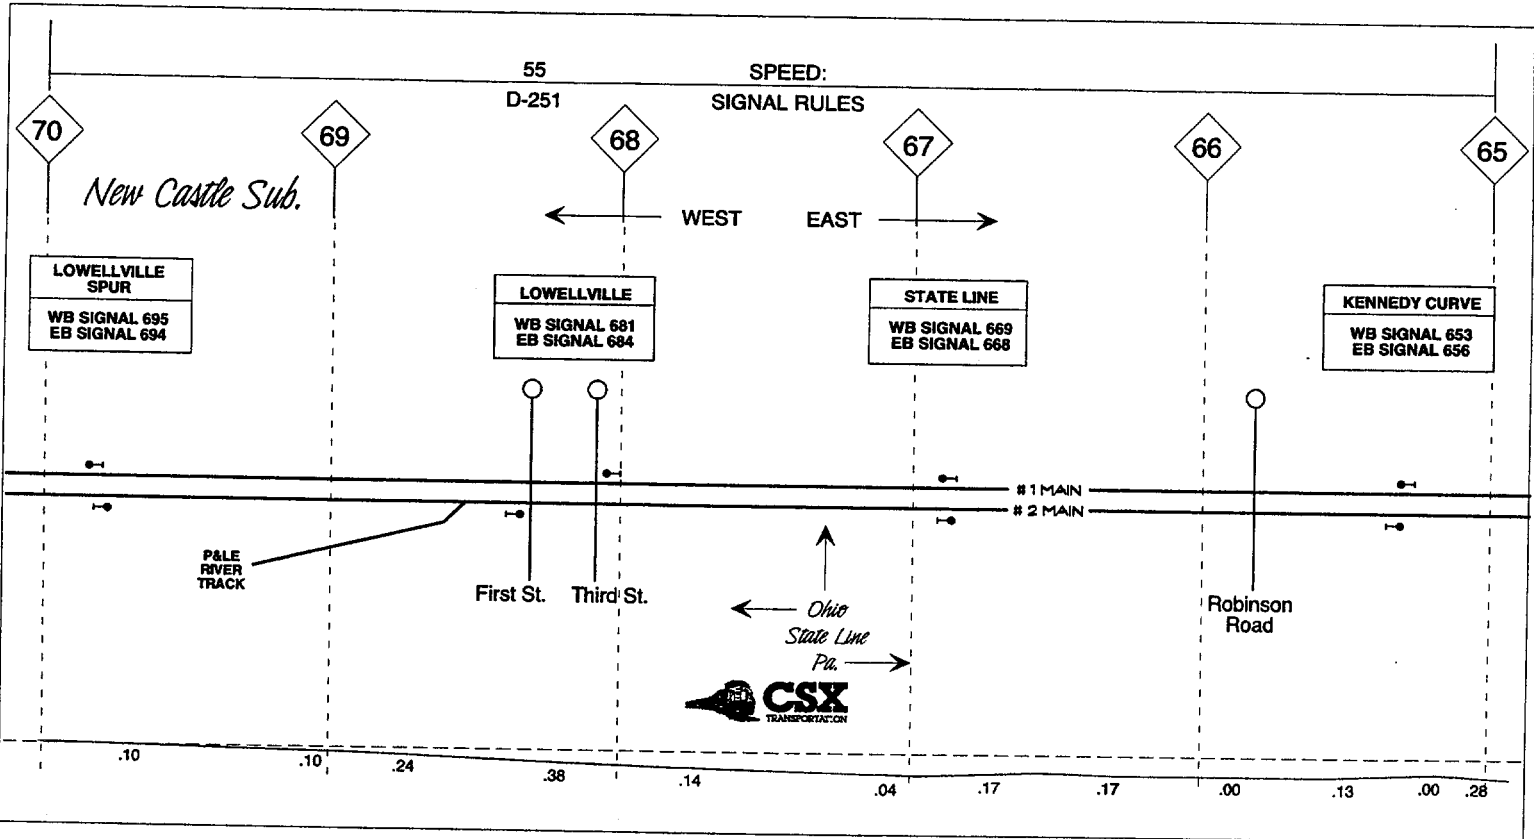 55 SPEED:
D-251 SIGNAL RULES
70 69 68 67 66 65
New Castle Sub.
WEST EAST
LOWELLVILLE
SPUR
WB SIGNAL 695
EB SIGNAL 694
LOWELLVILLE
WB SIGNAL 681
EB SIGNAL 684
STATE LINE
WB SIGNAL 669
EB SIGNAL 668
KENNEDY CURVE
WB SIGNAL 653
EB SIGNAL 656
# 1 MAIN
# 2 MAIN
P&LE
RIVER
TRACK
First St. Third St.
Robinson
Road
Ohio
State Line
Pa.
CSX
TRANSPORTATION
.10 .10 .24 .38 .14 .04 .17 .17 .00 .13 .00 .28